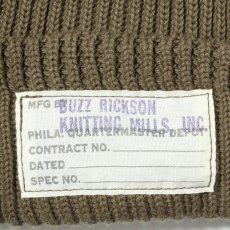 MFG BY BUZZ RICKSON
KNITTING MILLS, INC.
PHILA. QUARTERMASTER DEPOT
CONTRACT NO.
DATED
SPEC NO.